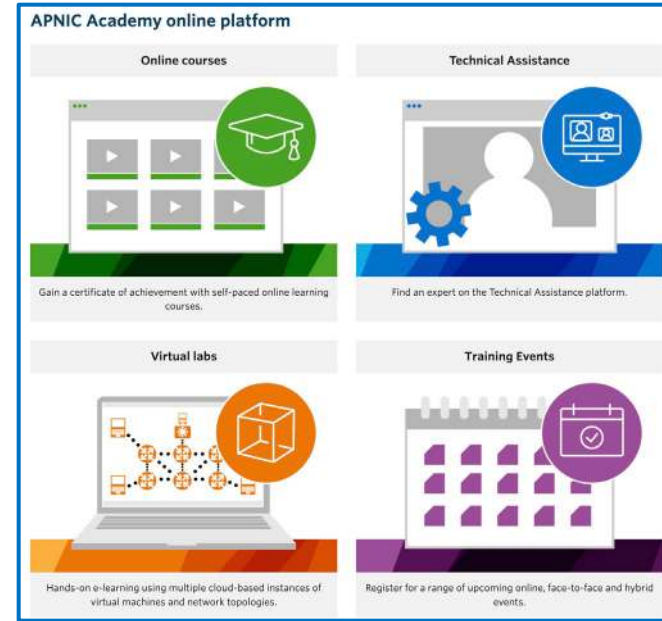 APNIC Academy online platform
Online courses
Technical Assistance
Gain a certificate of achievement with self-paced online learning
courses.
Find an expert on the Technical Assistance platform.
Virtual labs
Training Events
Hands-on e-learning using multiple cloud-based instances of
virtual machines and network topologies.
Register for a range of upcoming online, face-to-face and hybrid
events.